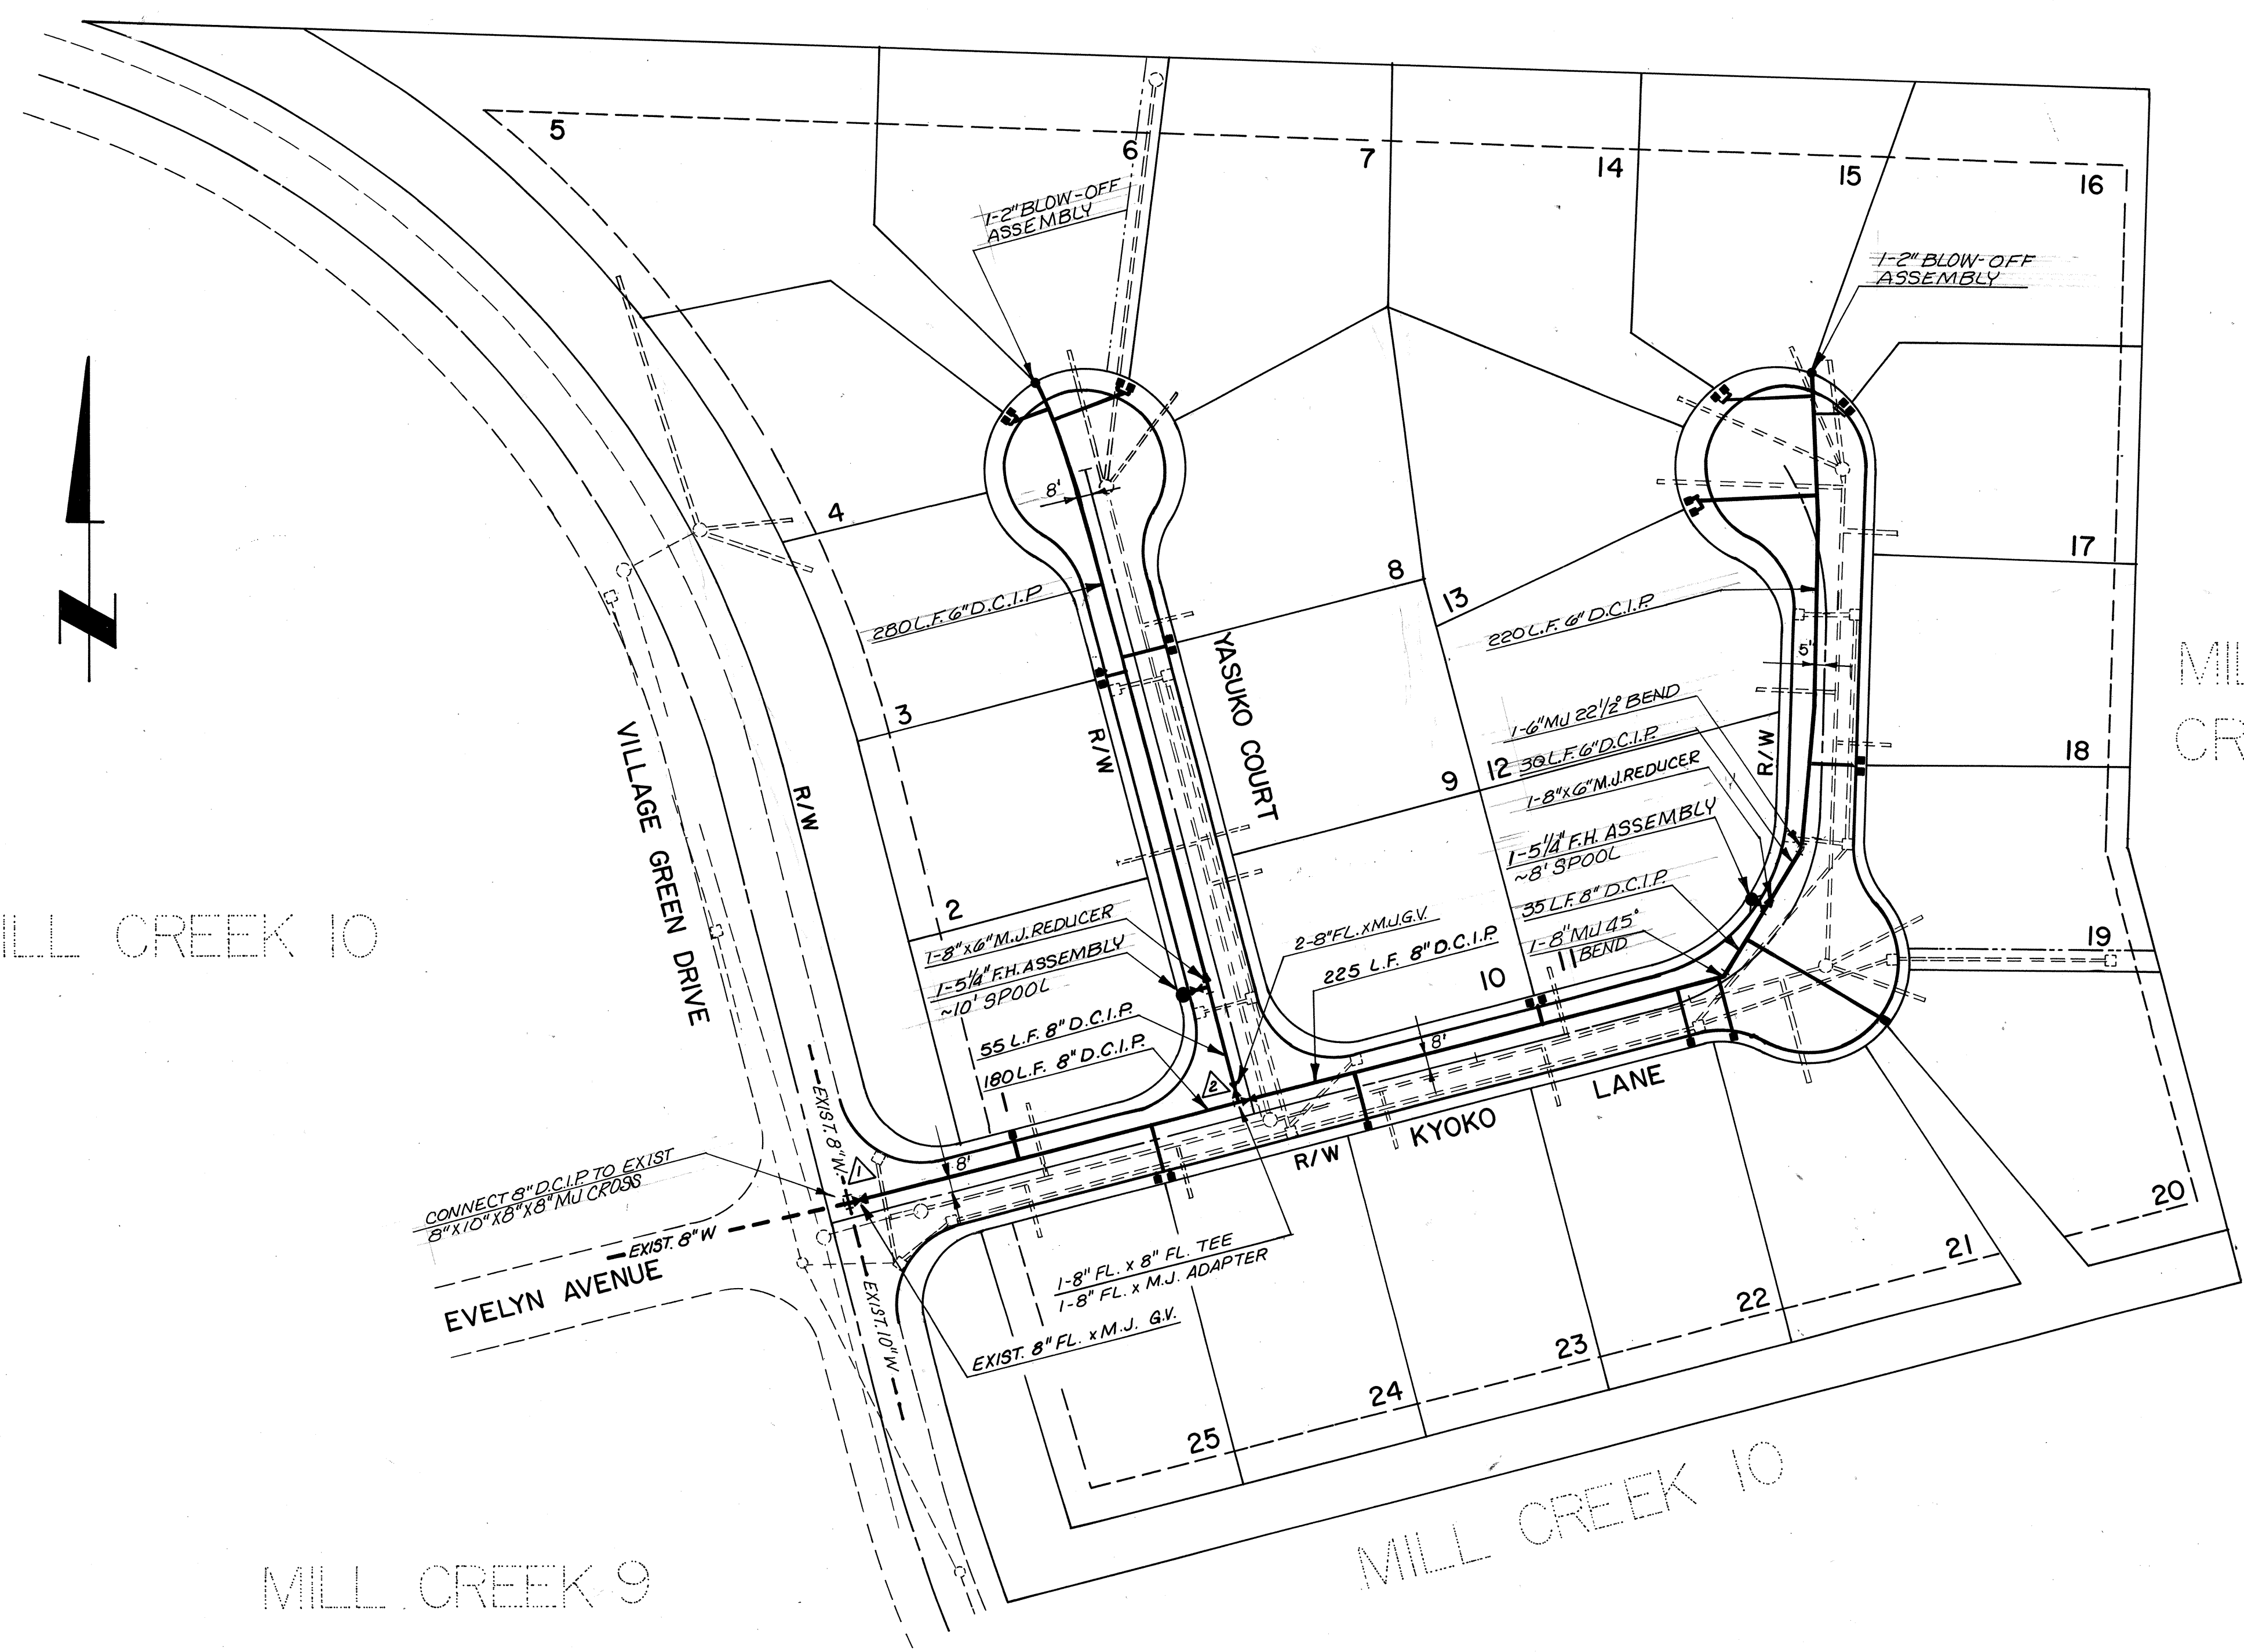 5
6
7
14
15
16
1-2" BLOW-OFF
ASSEMBLY
1-2" BLOW-OFF
ASSEMBLY
8'
4
280 L.F. 6" D.C.I.P.
8
13
17
220 L.F. 6" D.C.I.P.
5'
3
R/W
YASUKO COURT
1-6" MJ 22 1/2° BEND
30 L.F. 6" D.C.I.P.
1-8"x6" M.J. REDUCER
1-5 1/4" F.H. ASSEMBLY
~8' SPOOL
35 L.F. 8" D.C.I.P.
1-8" MJ 45°
BEND
9
12
R/W
18
MIL
CR
VILLAGE GREEN DRIVE
R/W
N
ILL CREEK 10
2
1-8"x6" M.J. REDUCER
1-5 1/4" F.H. ASSEMBLY
~10' SPOOL
55 L.F. 8" D.C.I.P.
180 L.F. 8" D.C.I.P.
2-8" FL. x M.J. G.V.
225 L.F. 8" D.C.I.P.
10
11
19
1
2
8'
8'
LANE
KYOKO
R/W
EXIST. 8" W.
1
CONNECT 8" D.C.I.P. TO EXIST
8"X10"X8"X8" MJ CROSS
EXIST. 8" W
EVELYN AVENUE
EXIST. 10" W
1-8" FL. x 8" FL. TEE
1-8" FL. x M.J. ADAPTER
EXIST. 8" FL. x M.J. G.V.
20
21
22
23
24
25
MILL CREEK 10
MILL CREEK 9